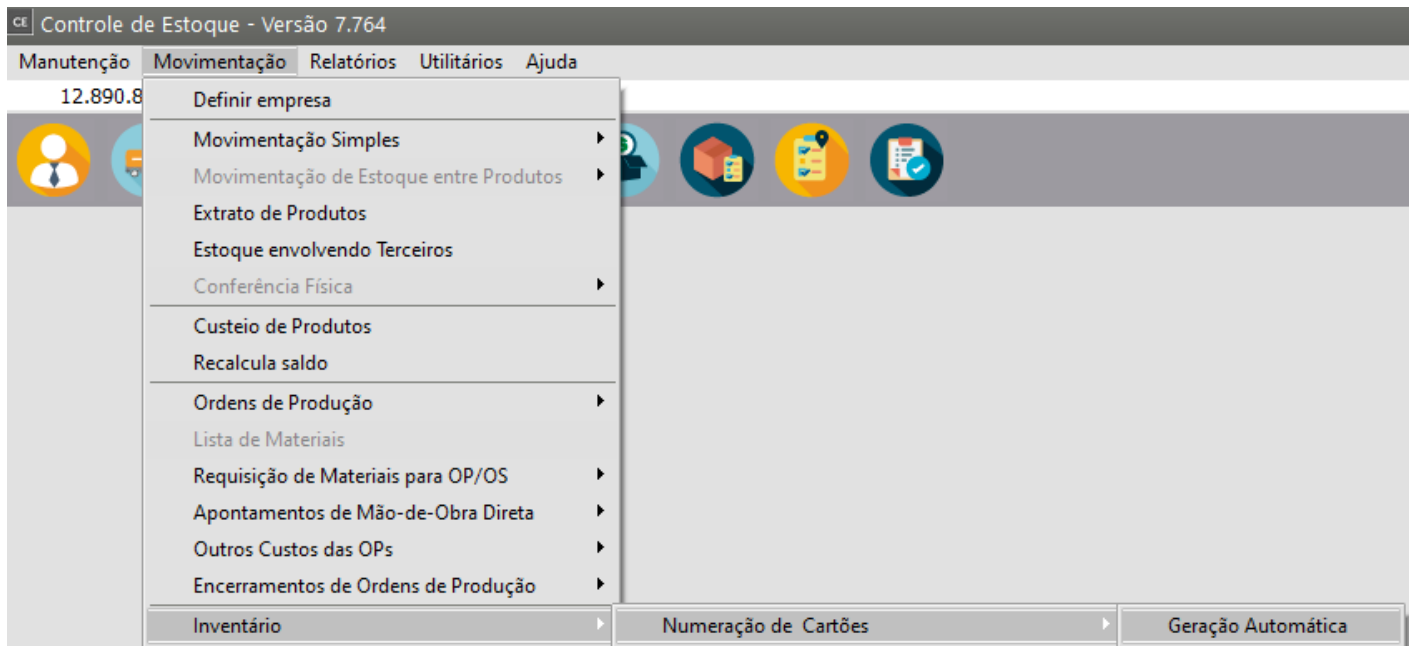 CE Controle de Estoque - Versão 7.764
Manutenção Movimentação Relatórios Utilitários Ajuda
12.890.8
Definir empresa
Movimentação Simples
Movimentação de Estoque entre Produtos
Extrato de Produtos
Estoque envolvendo Terceiros
Conferência Física
Custeio de Produtos
Recalcula saldo
Ordens de Produção
Lista de Materiais
Requisição de Materiais para OP/OS
Apontamentos de Mão-de-Obra Direta
Outros Custos das OPs
Encerramentos de Ordens de Produção
Inventário Numeração de Cartões Geração Automática